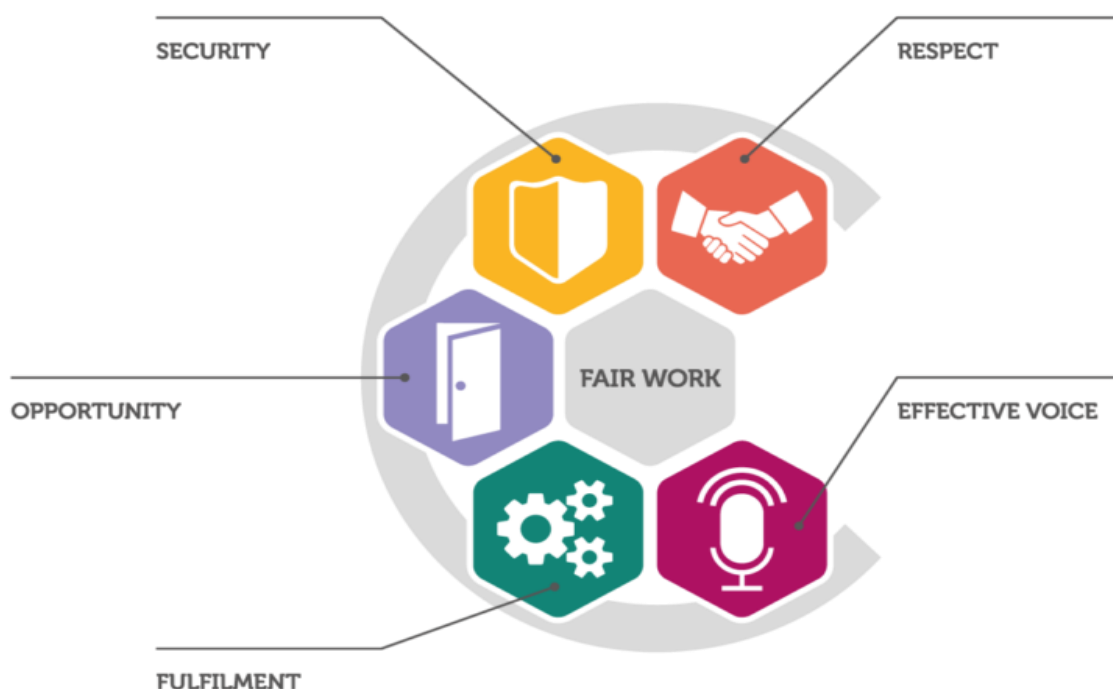 SECURITY
RESPECT
FAIR WORK
OPPORTUNITY
EFFECTIVE VOICE
FULFILMENT